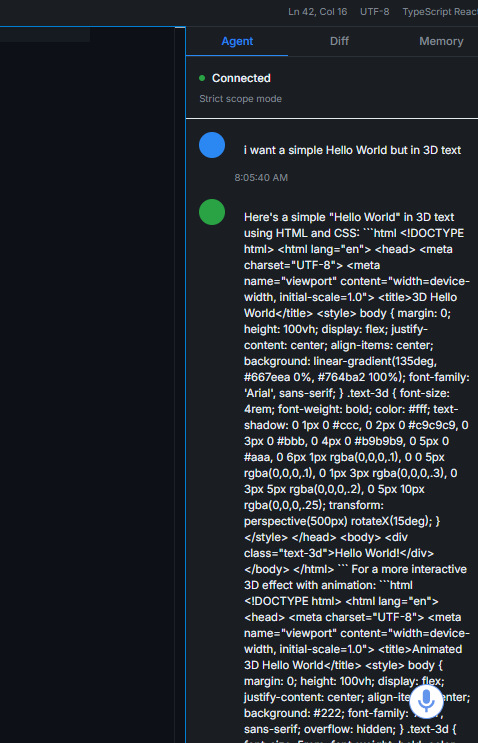 Ln 42, Col 16 UTF-8 TypeScript React
Agent Diff Memory
Connected
Strict scope mode
i want a simple Hello World but in 3D text
8:05:40 AM
Here's a simple "Hello World" in 3D text
using HTML and CSS: ```html <!DOCTYPE
html> <html lang="en"> <head> <meta
charset="UTF-8"> <meta
name="viewport" content="width=device-
width, initial-scale=1.0"> <title>3D Hello
World</title> <style> body { margin: 0;
height: 100vh; display: flex; justify-
content: center; align-items: center;
background: linear-gradient(135deg,
#667eea 0%, #764ba2 100%); font-family:
'Arial', sans-serif; } .text-3d { font-size:
4rem; font-weight: bold; color: #fff; text-
shadow: 0 1px 0 #ccc, 0 2px 0 #c9c9c9, 0
3px 0 #bbb, 0 4px 0 #b9b9b9, 0 5px 0
#aaa, 0 6px 1px rgba(0,0,0,.1), 0 0 5px
rgba(0,0,0,.1), 0 1px 3px rgba(0,0,0,.3), 0
3px 5px rgba(0,0,0,.2), 0 5px 10px
rgba(0,0,0,.25); transform:
perspective(500px) rotateX(15deg); }
</style> </head> <body> <div
class="text-3d">Hello World!</div>
</body> </html> ``` For a more interactive
3D effect with animation: ```html
<!DOCTYPE html> <html lang="en">
<head> <meta charset="UTF-8"> <meta
name="viewport" content="width=device-
width, initial-scale=1.0"> <title>Animated
3D Hello World</title> <style> body {
margin: 0; height: 100vh; display: flex;
justify-content: center; center;
background: #222; font-family:
sans-serif; overflow: hidden; } .text-3d {